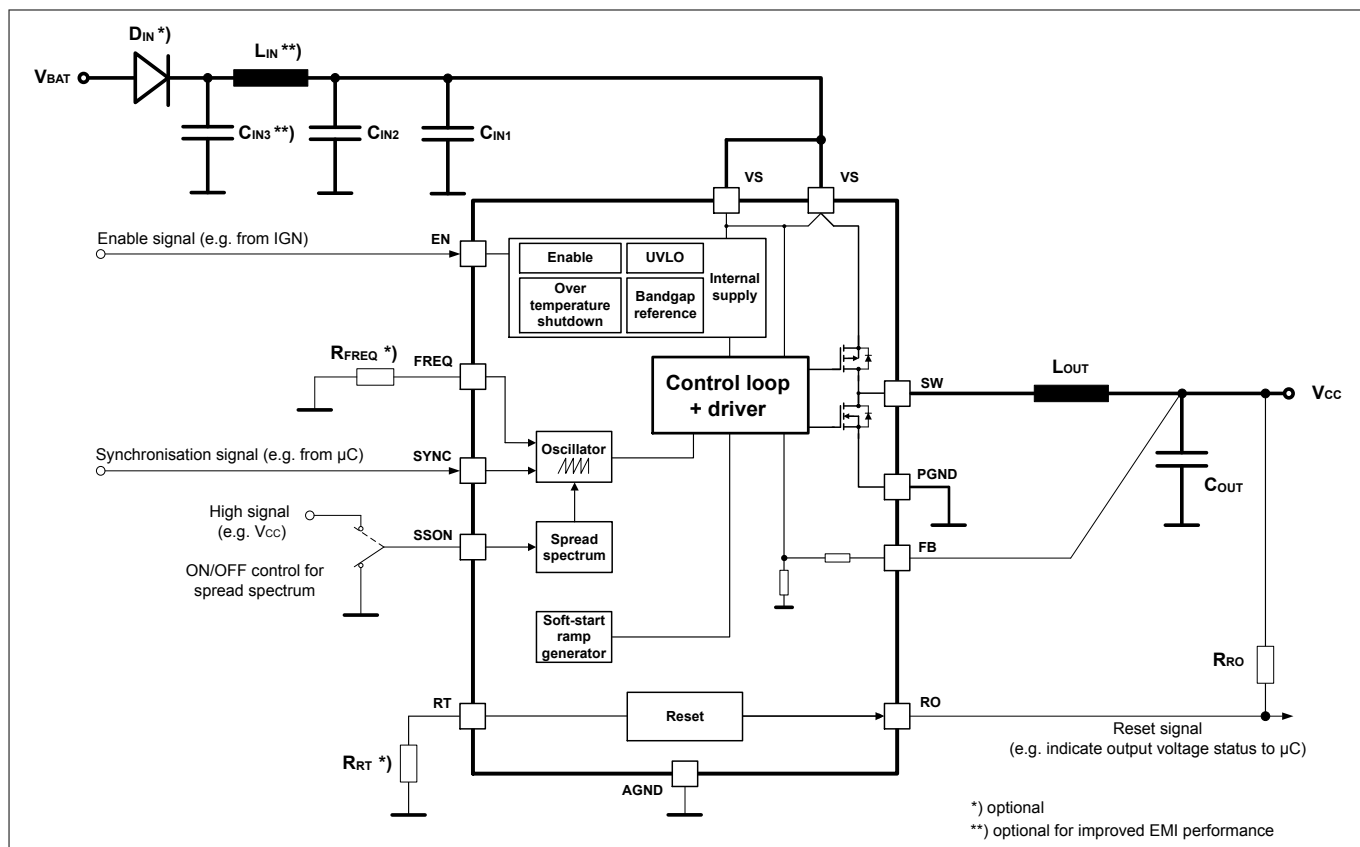 DIN *)
LIN **)
VBAT
CIN3 **)
CIN2
CIN1
VS
VS
Enable signal (e.g. from IGN)
EN
Enable
UVLO
Internal
supply
Over
temperature
shutdown
Bandgap
reference
RFREQ *)
FREQ
Control loop
+ driver
SW
LOUT
VCC
Synchronisation signal (e.g. from µC)
SYNC
Oscillator
PGND
COUT
High signal
(e.g. VCC)
SSON
Spread
spectrum
FB
ON/OFF control for
spread spectrum
Soft-start
ramp
generator
RRO
RT
Reset
RO
Reset signal
(e.g. indicate output voltage status to µC)
RRT *)
AGND
*) optional
**) optional for improved EMI performance